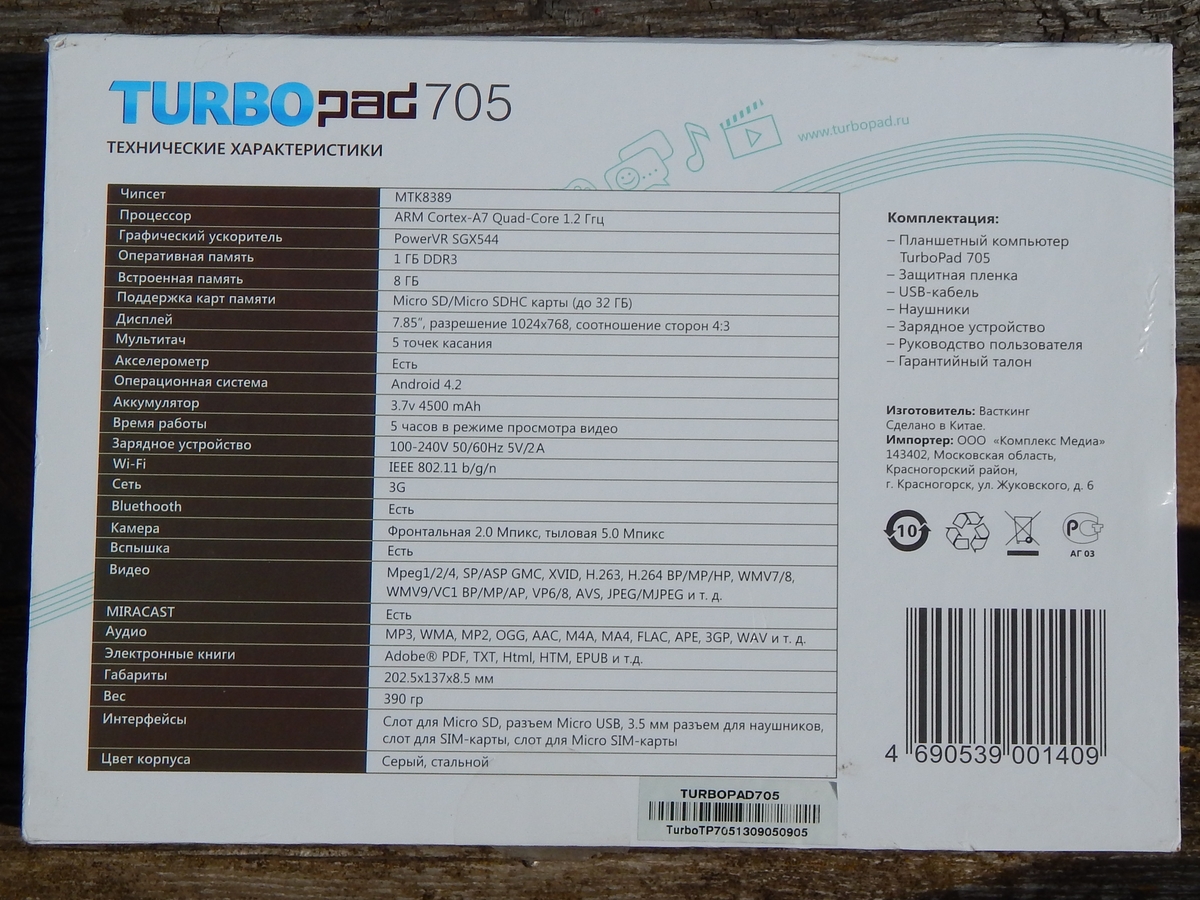 TURBOpad 705
www.turbopad.ru
ТЕХНИЧЕСКИЕ ХАРАКТЕРИСТИКИ
Чипсет MTK8389
Процессор ARM Cortex-A7 Quad-Core 1.2 Ггц
Графический ускоритель PowerVR SGX544
Оперативная память 1 ГБ DDR3
Встроенная память 8 ГБ
Поддержка карт памяти Micro SD/Micro SDHC карты (до 32 ГБ)
Дисплей 7.85", разрешение 1024x768, соотношение сторон 4:3
Мультитач 5 точек касания
Акселерометр Есть
Операционная система Android 4.2
Аккумулятор 3.7v 4500 mAh
Время работы 5 часов в режиме просмотра видео
Зарядное устройство 100-240V 50/60Hz 5V/2A
Wi-Fi IEEE 802.11 b/g/n
Сеть 3G
Bluethooth Есть
Камера Фронтальная 2.0 Мпикс, тыловая 5.0 Мпикс
Вспышка Есть
Видео Mpeg1/2/4, SP/ASP GMC, XVID, H.263, H.264 BP/MP/HP, WMV7/8,
WMV9/VC1 BP/MP/AP, VP6/8, AVS, JPEG/MJPEG и т. д.
MIRACAST Есть
Аудио MP3, WMA, MP2, OGG, AAC, M4A, MA4, FLAC, APE, 3GP, WAV и т. д.
Электронные книги Adobe® PDF, TXT, Html, HTM, EPUB и т.д.
Габариты 202.5x137x8.5 мм
Вес 390 гр
Интерфейсы Слот для Micro SD, разъем Micro USB, 3.5 мм разъем для наушников,
слот для SIM-карты, слот для Micro SIM-карты
Цвет корпуса Серый, стальной
Комплектация:
– Планшетный компьютер
TurboPad 705
– Защитная пленка
– USB-кабель
– Наушники
– Зарядное устройство
– Руководство пользователя
– Гарантийный талон
Изготовитель: Васткинг
Сделано в Китае.
Импортер: ООО «Комплекс Медиа»
143402, Московская область,
Красногорский район,
г. Красногорск, ул. Жуковского, д. 6
10
РСТ
АГ 03
4 690539 001409
TURBOPAD705
TurboTP7051309050905